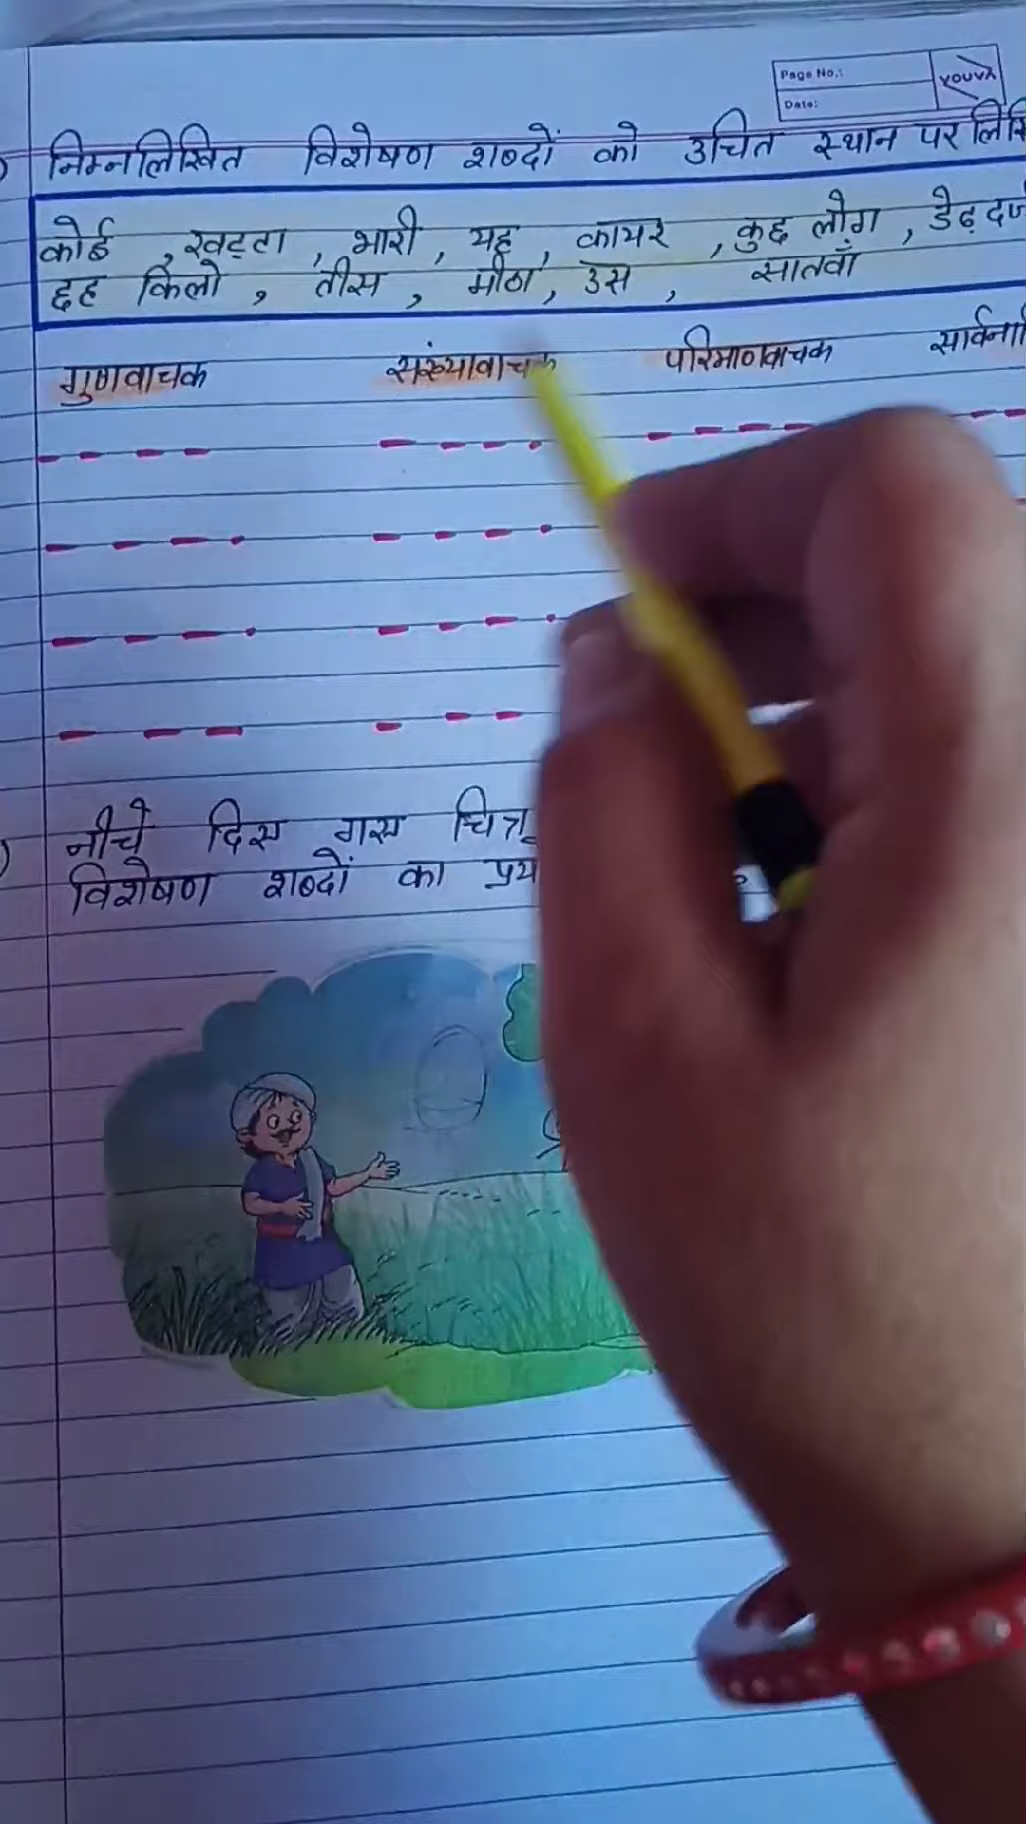 Page No.:
Date:
YOUVA
निम्नलिखित विशेषण शब्दों को उचित स्थान पर
कोई , खट्टा , भारी , यह , कायर , कुछ लोग , डेढ़
छह किलो , तीस , मीठा , उस , सातवाँ
गुणवाचक संख्यावाचक परिमाणवाचक
नीचे दिए गए चित्र
विशेषण शब्दों का